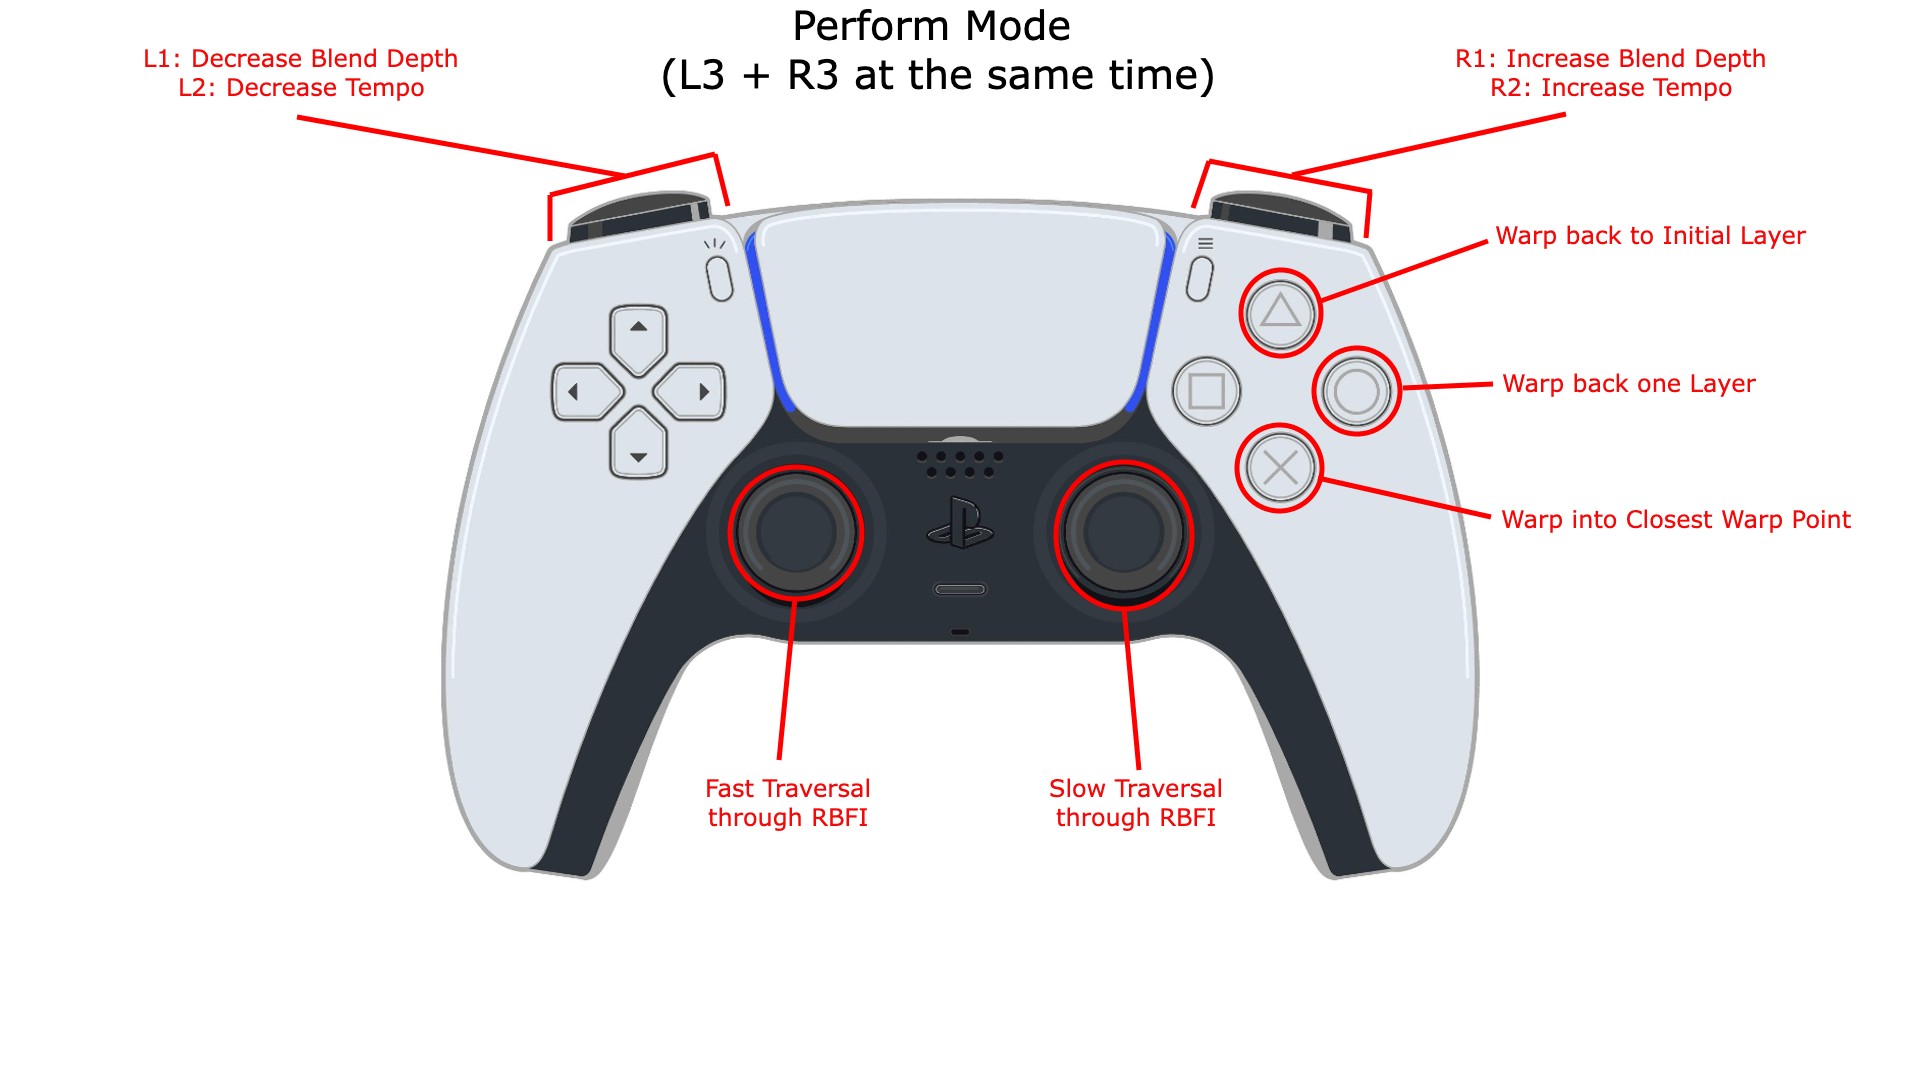 Perform Mode
(L3 + R3 at the same time)
L1: Decrease Blend Depth
L2: Decrease Tempo
R1: Increase Blend Depth
R2: Increase Tempo
Warp back to Initial Layer
Warp back one Layer
Warp into Closest Warp Point
Fast Traversal
through RBFI
Slow Traversal
through RBFI